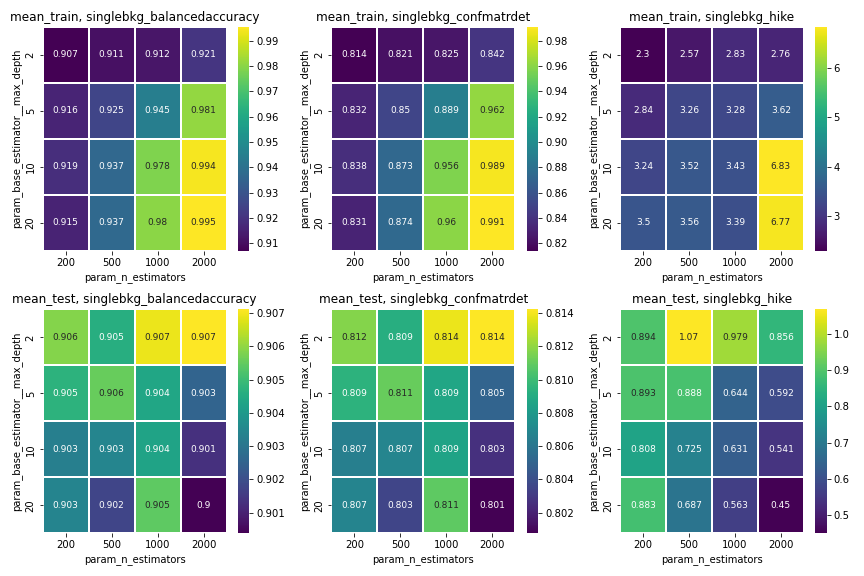 mean_train, singlebkg_balancedaccuracy
param_base_estimator__max_depth
2 0.907 0.911 0.912 0.921
5 0.916 0.925 0.945 0.981
10 0.919 0.937 0.978 0.994
20 0.915 0.937 0.98 0.995
200 500 1000 2000
param_n_estimators
0.99
0.98
0.97
0.96
0.95
0.94
0.93
0.92
0.91
mean_train, singlebkg_confmatrdet
param_base_estimator__max_depth
2 0.814 0.821 0.825 0.842
5 0.832 0.85 0.889 0.962
10 0.838 0.873 0.956 0.989
20 0.831 0.874 0.96 0.991
200 500 1000 2000
param_n_estimators
0.98
0.96
0.94
0.92
0.90
0.88
0.86
0.84
0.82
mean_train, singlebkg_hike
param_base_estimator__max_depth
2 2.3 2.57 2.83 2.76
5 2.84 3.26 3.28 3.62
10 3.24 3.52 3.43 6.83
20 3.5 3.56 3.39 6.77
200 500 1000 2000
param_n_estimators
6
5
4
3
mean_test, singlebkg_balancedaccuracy
param_base_estimator__max_depth
2 0.906 0.905 0.907 0.907
5 0.905 0.906 0.904 0.903
10 0.903 0.903 0.904 0.901
20 0.903 0.902 0.905 0.9
200 500 1000 2000
param_n_estimators
0.907
0.906
0.905
0.904
0.903
0.902
0.901
mean_test, singlebkg_confmatrdet
param_base_estimator__max_depth
2 0.812 0.809 0.814 0.814
5 0.809 0.811 0.809 0.805
10 0.807 0.807 0.809 0.803
20 0.807 0.803 0.811 0.801
200 500 1000 2000
param_n_estimators
0.814
0.812
0.810
0.808
0.806
0.804
0.802
mean_test, singlebkg_hike
param_base_estimator__max_depth
2 0.894 1.07 0.979 0.856
5 0.893 0.888 0.644 0.592
10 0.808 0.725 0.631 0.541
20 0.883 0.687 0.563 0.45
200 500 1000 2000
param_n_estimators
1.0
0.9
0.8
0.7
0.6
0.5